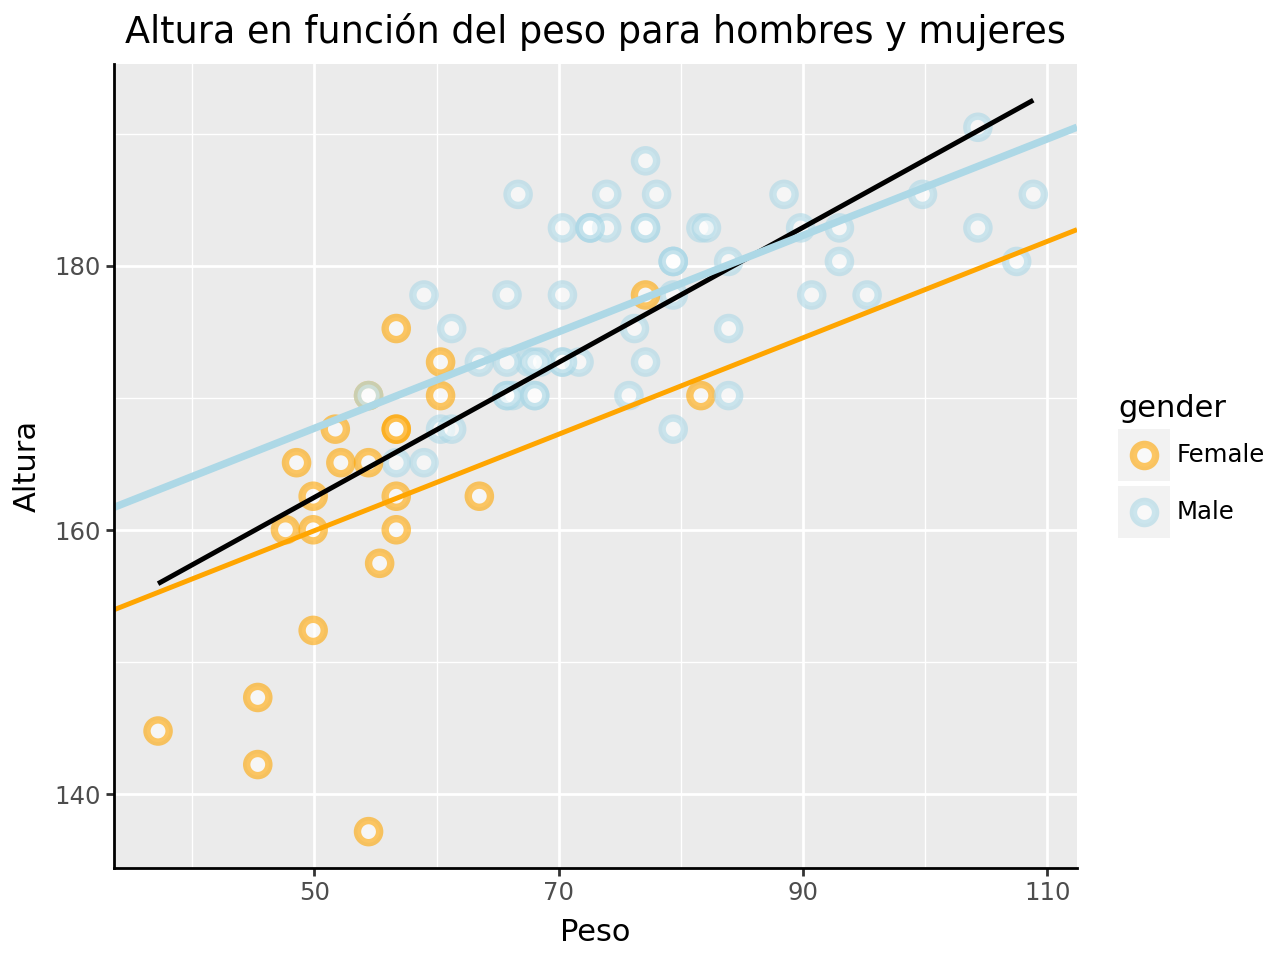 Altura en función del peso para hombres y mujeres
Altura
180
160
140
50 70 90 110
Peso
gender
Female
Male